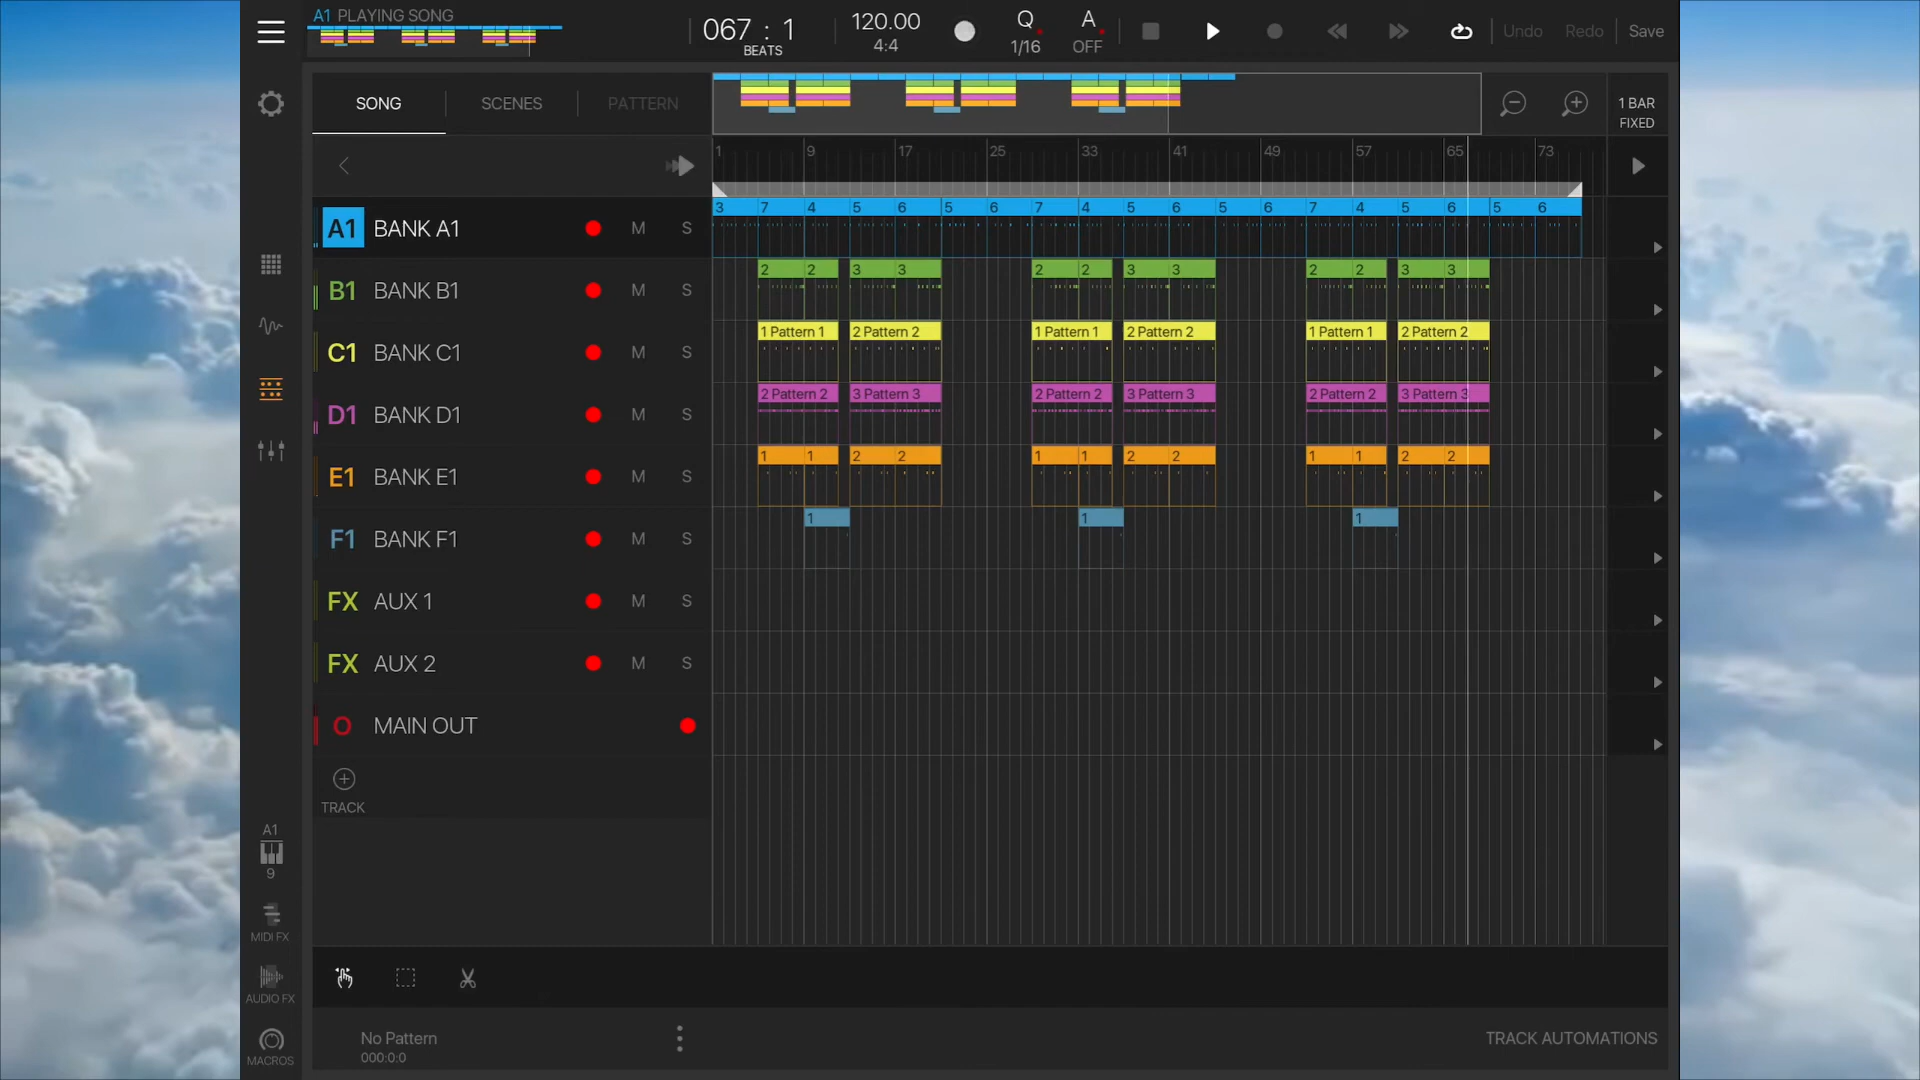 A1 PLAYING SONG
067 : 1
BEATS
120.00
4:4
Q
1/16
A
OFF
Undo
Redo
Save
SONG
SCENES
PATTERN
1 BAR
FIXED
1 9 17 25 33 41 49 57 65 73
A1 BANK A1 M S
3 7 4 5 6 5 6 7 4 5 6 5 6 7 4 5 6 5 6
B1 BANK B1 M S
2 2 3 3 2 2 3 3 2 2 3 3
C1 BANK C1 M S
1 Pattern 1 2 Pattern 2 1 Pattern 1 2 Pattern 2 1 Pattern 1 2 Pattern 2
D1 BANK D1 M S
2 Pattern 2 3 Pattern 3 2 Pattern 2 3 Pattern 3 2 Pattern 2 3 Pattern 3
E1 BANK E1 M S
1 1 2 2 1 1 2 2 1 1 2 2
F1 BANK F1 M S
1 1 1
FX AUX 1 M S
FX AUX 2 M S
O MAIN OUT
TRACK
A1
9
MIDI FX
AUDIO FX
MACROS
No Pattern
000:0:0
TRACK AUTOMATIONS